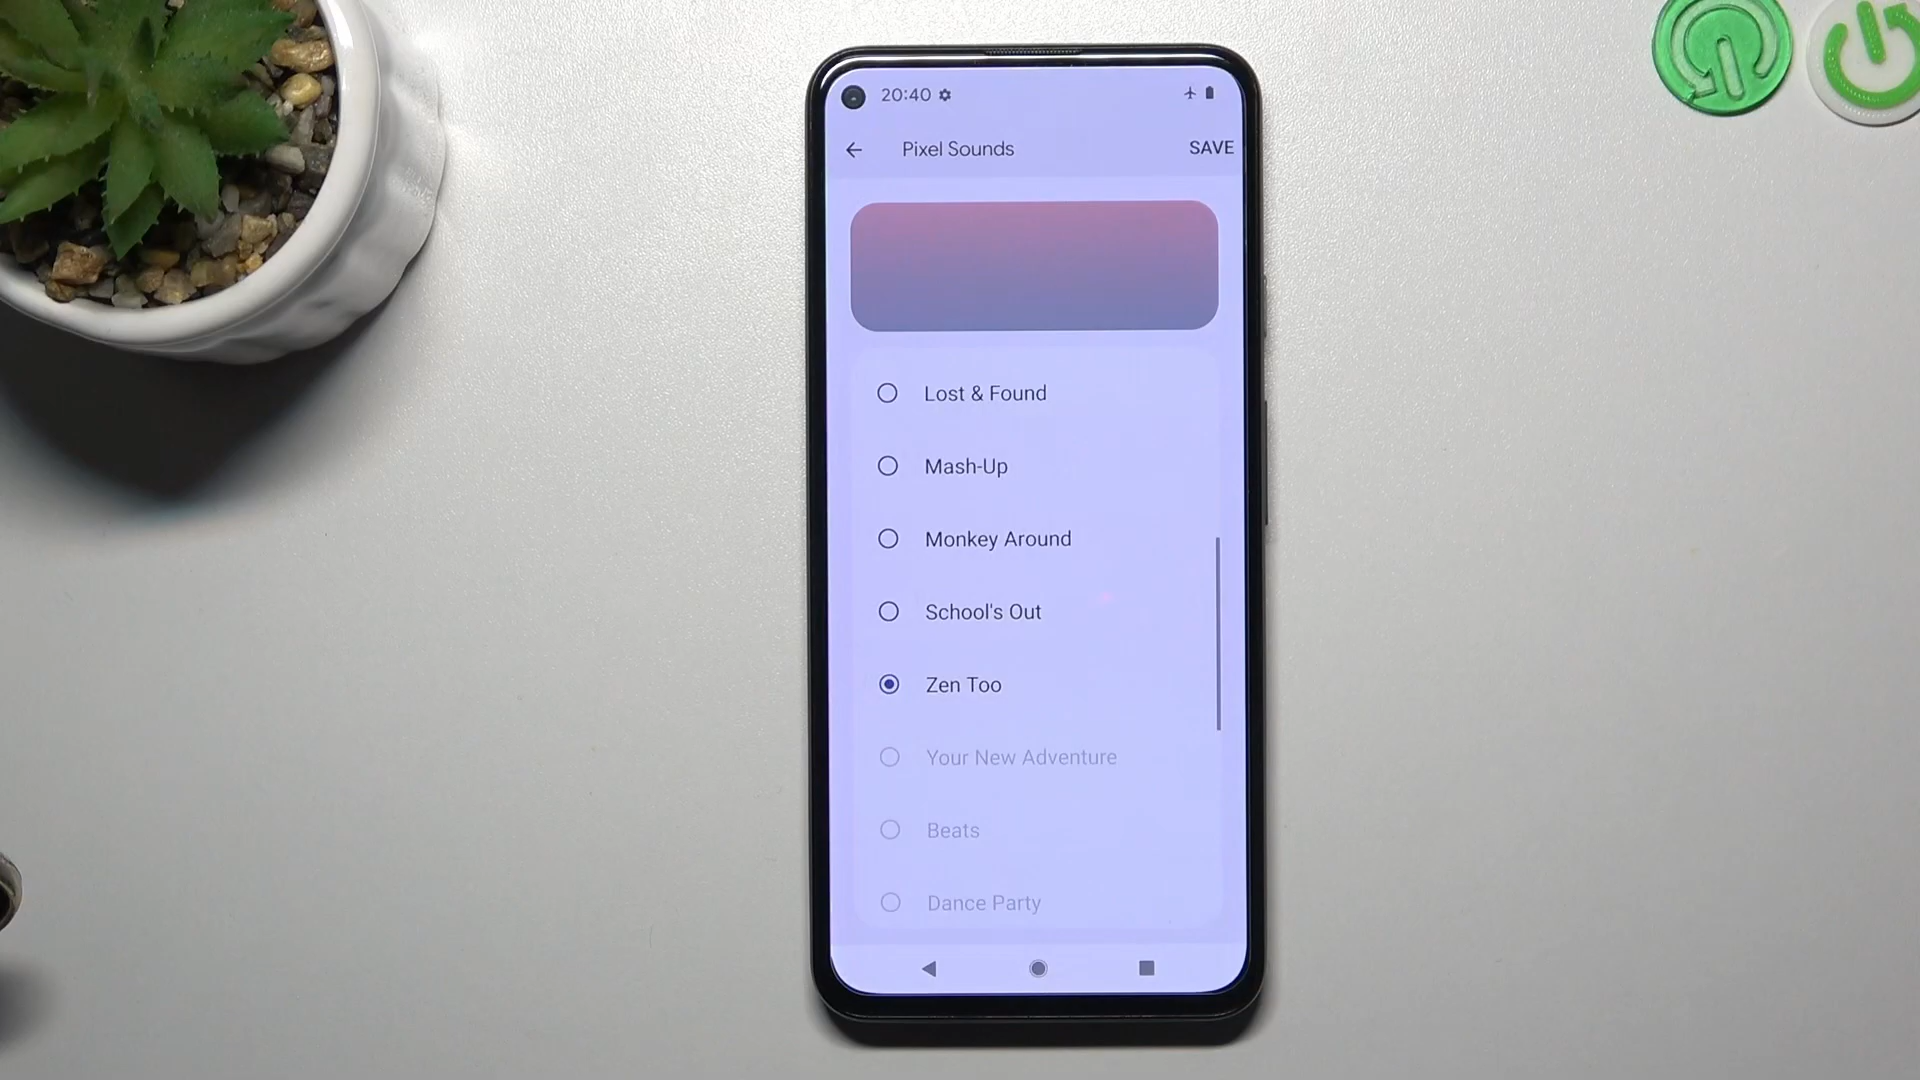 20:40
Pixel Sounds
SAVE
Lost & Found
Mash-Up
Monkey Around
School's Out
Zen Too
Your New Adventure
Beats
Dance Party